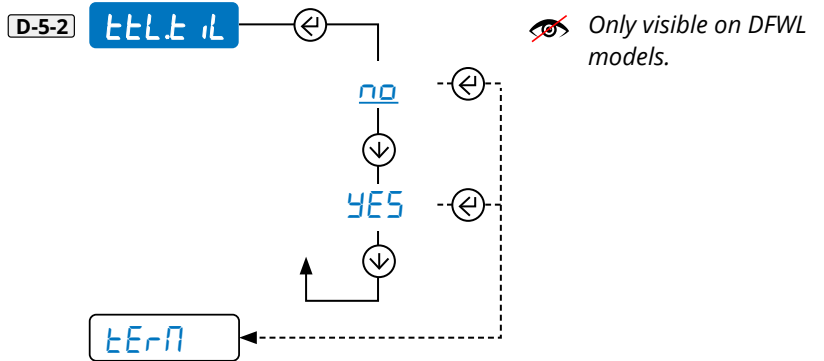 D-5-2 ttL.t iL
Only visible on DFWL
models.
no
YES
tErM